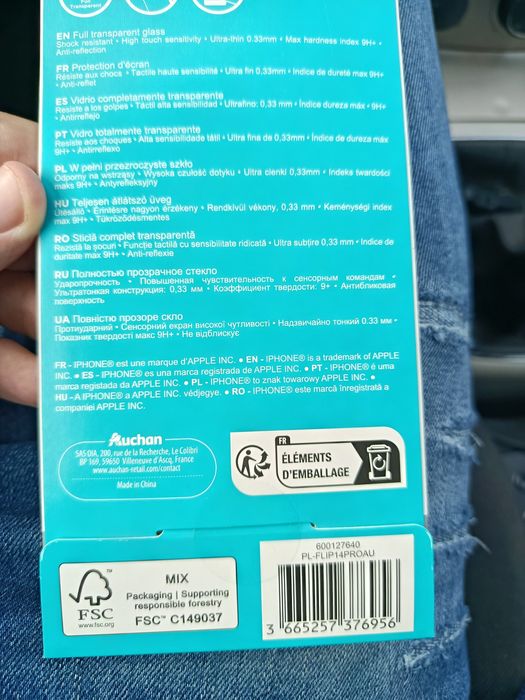 Full
Transparent
EN Full transparent glass
Shock resistant • High touch sensitivity • Ultra-thin 0.33mm • Max hardness index 9H+ •
Anti-reflection
FR Protection d'écran
Résiste aux chocs • Tactile haute sensibilité • Ultra fin 0,33mm • Indice de dureté max 9H+
• Anti-reflet
ES Vidrio completamente transparente
Resiste a los golpes • Táctil alta sensibilidad • Ultrafino: 0,33 mm • Índice de dureza máx • 9H+
• Antirreflejo
PT Vidro totalmente transparente
Resiste aos choques • Alta sensibilidade tátil • Ultra fina de 0,33mm • Índice de dureza máx
9H+ • Antirreflexo
PL W pełni przezroczyste szkło
Odporny na wstrząsy • Wysoka czułość dotyku • Ultra cienki 0,33mm • Indeks twardości
maks 9H+ • Antyrefleksyjny
HU Teljesen átlátszó üveg
Ütésálló • Érintésre nagyon érzékeny • Rendkívül vékony, 0,33 mm • Keménységi index
max 9H+ • Tükröződésmentes
RO Sticlă complet transparentă
Rezistă la șocuri • Funcție tactilă cu sensibilitate ridicată • Ultra subțire 0,33 mm • Indice de
duritate max 9H+ • Anti-reflexie
RU Полностью прозрачное стекло
Ударопрочность • Повышенная чувствительность к сенсорным командам •
Ультратонкая конструкция: 0,33 мм • Коэффициент твердости: 9+ • Антибликовая
поверхность
UA Повністю прозоре скло
Протиударний • Сенсорний екран високої чутливості • Надзвичайно тонкий 0.33 мм •
Показник твердості макс 9H+ • Не відблискує
FR - IPHONE® est une marque d'APPLE INC. ● EN - IPHONE® is a trademark of APPLE
INC. ● ES - IPHONE® es una marca de APPLE INC. ● PT - IPHONE® é uma
marca registada da APPLE INC. ● PL - IPHONE® to znak towarowy APPLE INC. ●
HU - A IPHONE® a APPLE INC. védjegye. ● RO - IPHONE® este marcă înregistrată a
companiei APPLE INC.
Auchan
SAS OIA, 200, rue de la Recherche, Le Colibri
BP 169, 59650 Villeneuve d'Ascq, France
www.auchan-retail.com/contact
Made in China
FR
ÉLÉMENTS
D'EMBALLAGE
FSC
www.fsc.org
MIX
Packaging | Supporting
responsible forestry
FSC™ C149037
600127640
PL-FLIP14PROAU
3 665257 376956